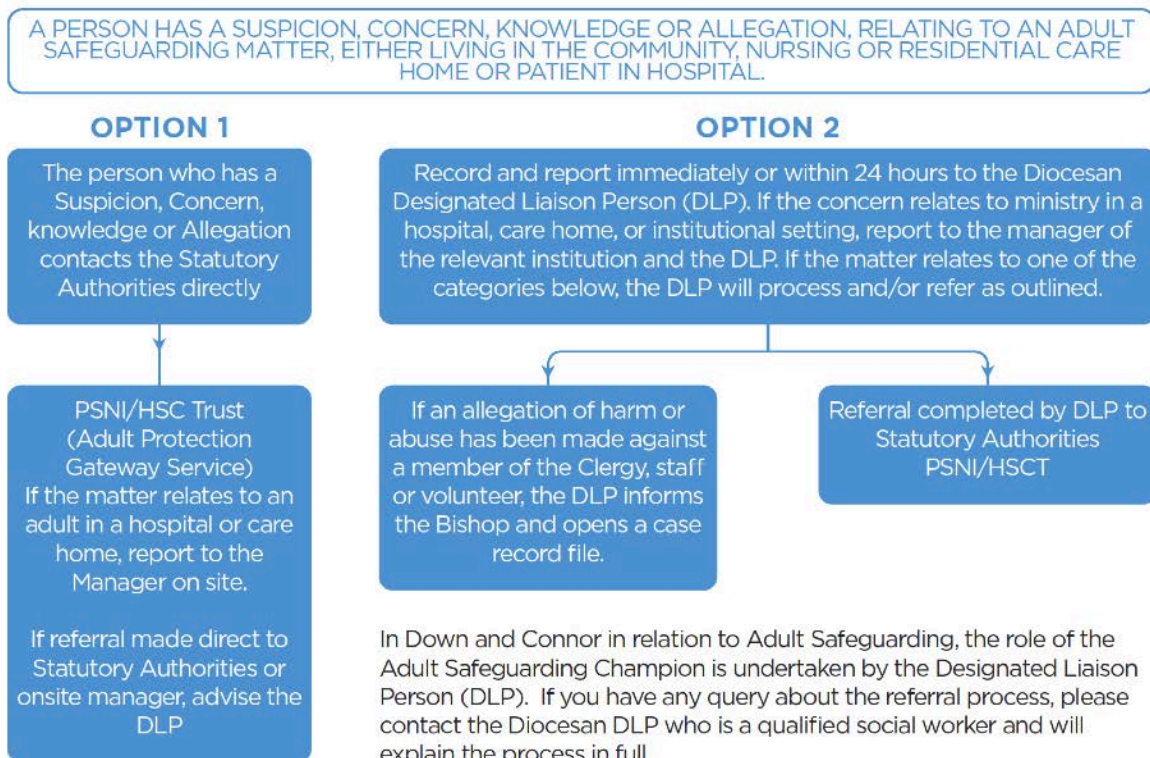 A PERSON HAS A SUSPICION, CONCERN, KNOWLEDGE OR ALLEGATION, RELATING TO AN ADULT
SAFEGUARDING MATTER, EITHER LIVING IN THE COMMUNITY, NURSING OR RESIDENTIAL CARE
HOME OR PATIENT IN HOSPITAL.
OPTION 1
The person who has a
Suspicion, Concern,
knowledge or Allegation
contacts the Statutory
Authorities directly
PSNI/HSC Trust
(Adult Protection
Gateway Service)
If the matter relates to an
adult in a hospital or care
home, report to the
Manager on site.
If referral made direct to
Statutory Authorities or
onsite manager, advise the
DLP
OPTION 2
Record and report immediately or within 24 hours to the Diocesan
Designated Liaison Person (DLP). If the concern relates to ministry in a
hospital, care home, or institutional setting, report to the manager of
the relevant institution and the DLP. If the matter relates to one of the
categories below, the DLP will process and/or refer as outlined.
If an allegation of harm or
abuse has been made against
a member of the Clergy, staff
or volunteer, the DLP informs
the Bishop and opens a case
record file.
Referral completed by DLP to
Statutory Authorities
PSNI/HSCT
In Down and Connor in relation to Adult Safeguarding, the role of the
Adult Safeguarding Champion is undertaken by the Designated Liaison
Person (DLP). If you have any query about the referral process, please
contact the Diocesan DLP who is a qualified social worker and will
explain the process in full